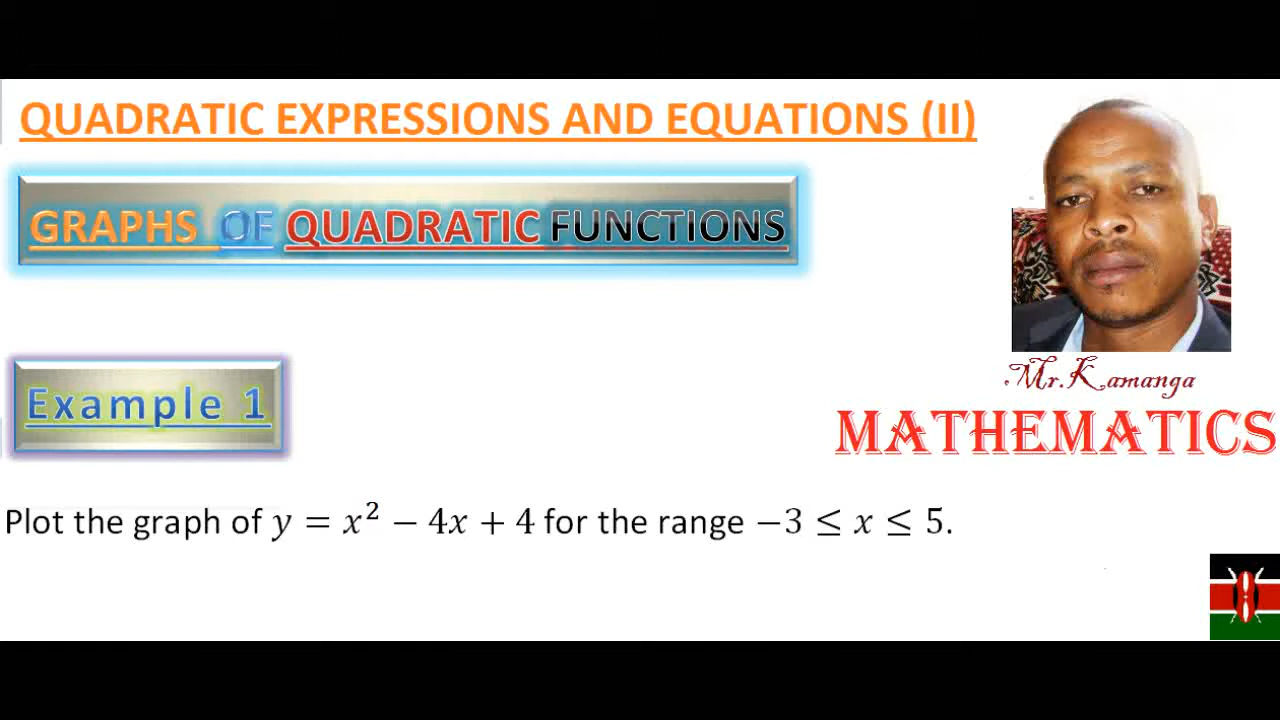 QUADRATIC EXPRESSIONS AND EQUATIONS (II)
GRAPHS OF QUADRATIC FUNCTIONS
Mr.Kamanga
Example 1
MATHEMATICS
Plot the graph of y = x² − 4x + 4 for the range −3 ≤ x ≤ 5.